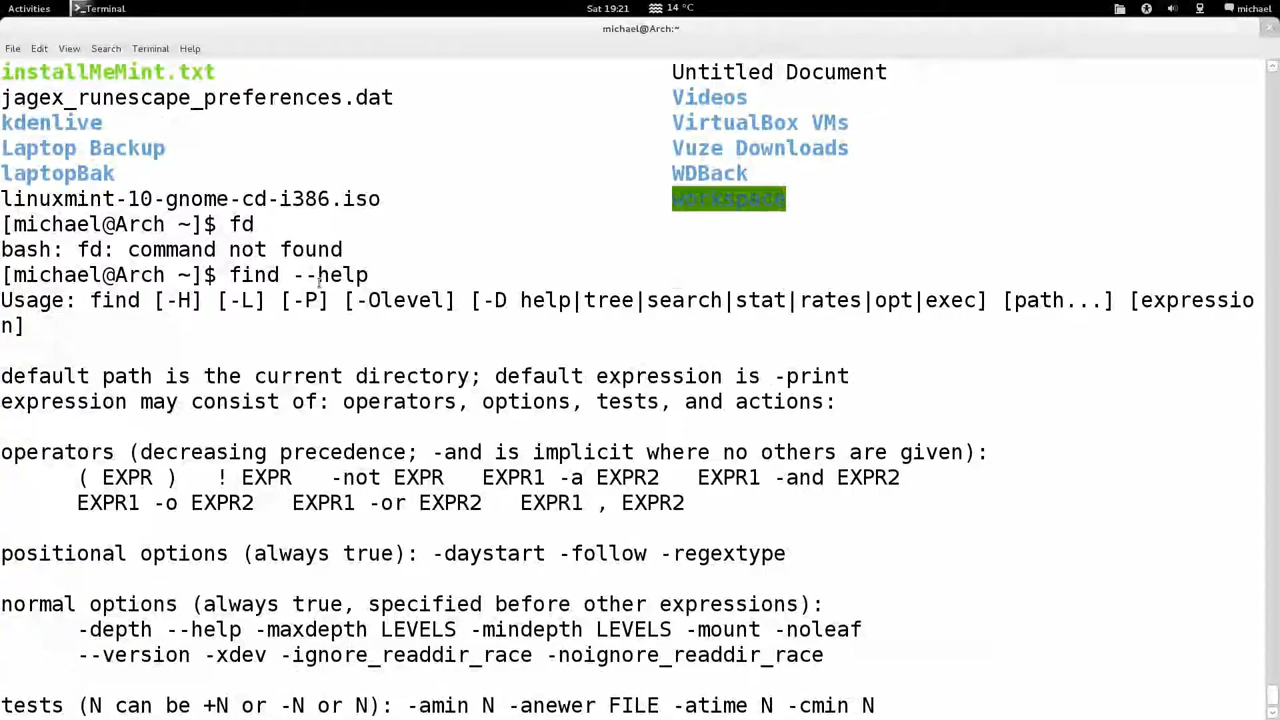 Activities Terminal Sat 19:21 14 °C michael
michael@Arch:~
File Edit View Search Terminal Help
installMeMint.txt Untitled Document
jagex_runescape_preferences.dat Videos
kdenlive VirtualBox VMs
Laptop Backup Vuze Downloads
laptopBak WDBack
linuxmint-10-gnome-cd-i386.iso workspace
[michael@Arch ~]$ fd
bash: fd: command not found
[michael@Arch ~]$ find --help
Usage: find [-H] [-L] [-P] [-Olevel] [-D help|tree|search|stat|rates|opt|exec] [path...] [expressio
n]
default path is the current directory; default expression is -print
expression may consist of: operators, options, tests, and actions:
operators (decreasing precedence; -and is implicit where no others are given):
( EXPR ) ! EXPR -not EXPR EXPR1 -a EXPR2 EXPR1 -and EXPR2
EXPR1 -o EXPR2 EXPR1 -or EXPR2 EXPR1 , EXPR2
positional options (always true): -daystart -follow -regextype
normal options (always true, specified before other expressions):
-depth --help -maxdepth LEVELS -mindepth LEVELS -mount -noleaf
--version -xdev -ignore_readdir_race -noignore_readdir_race
tests (N can be +N or -N or N): -amin N -anewer FILE -atime N -cmin N